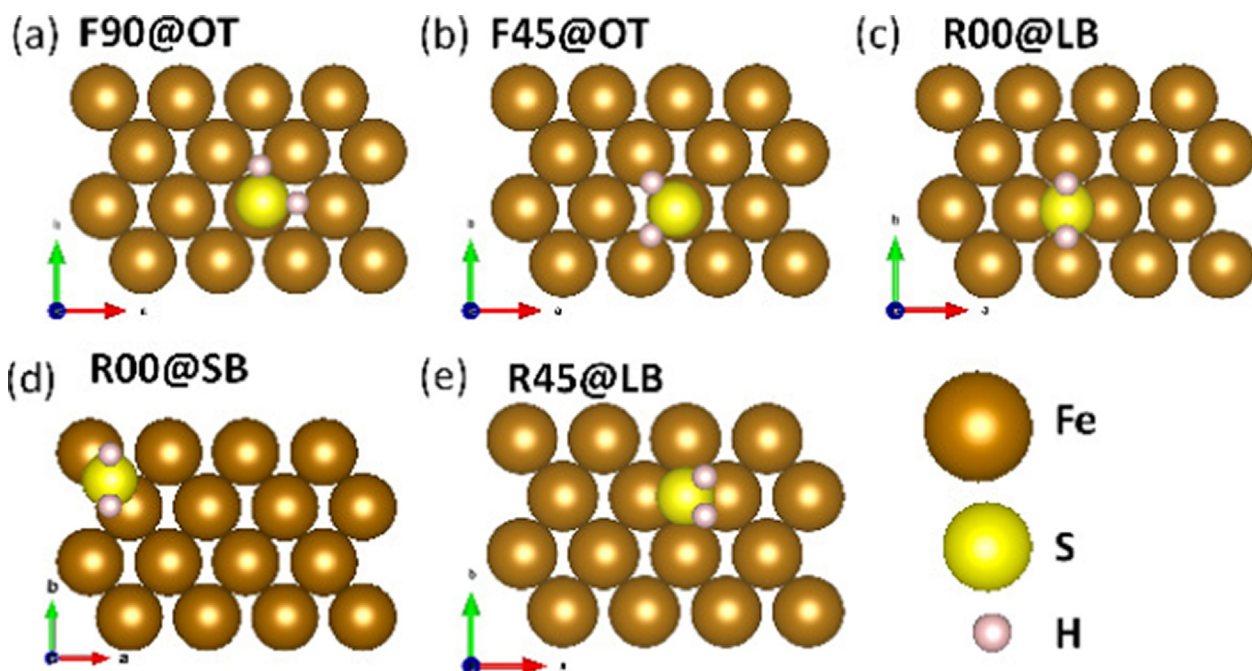 (a) F90@OT
(b) F45@OT
(c) R00@LB
(d) R00@SB
(e) R45@LB
Fe
S
H
b
a